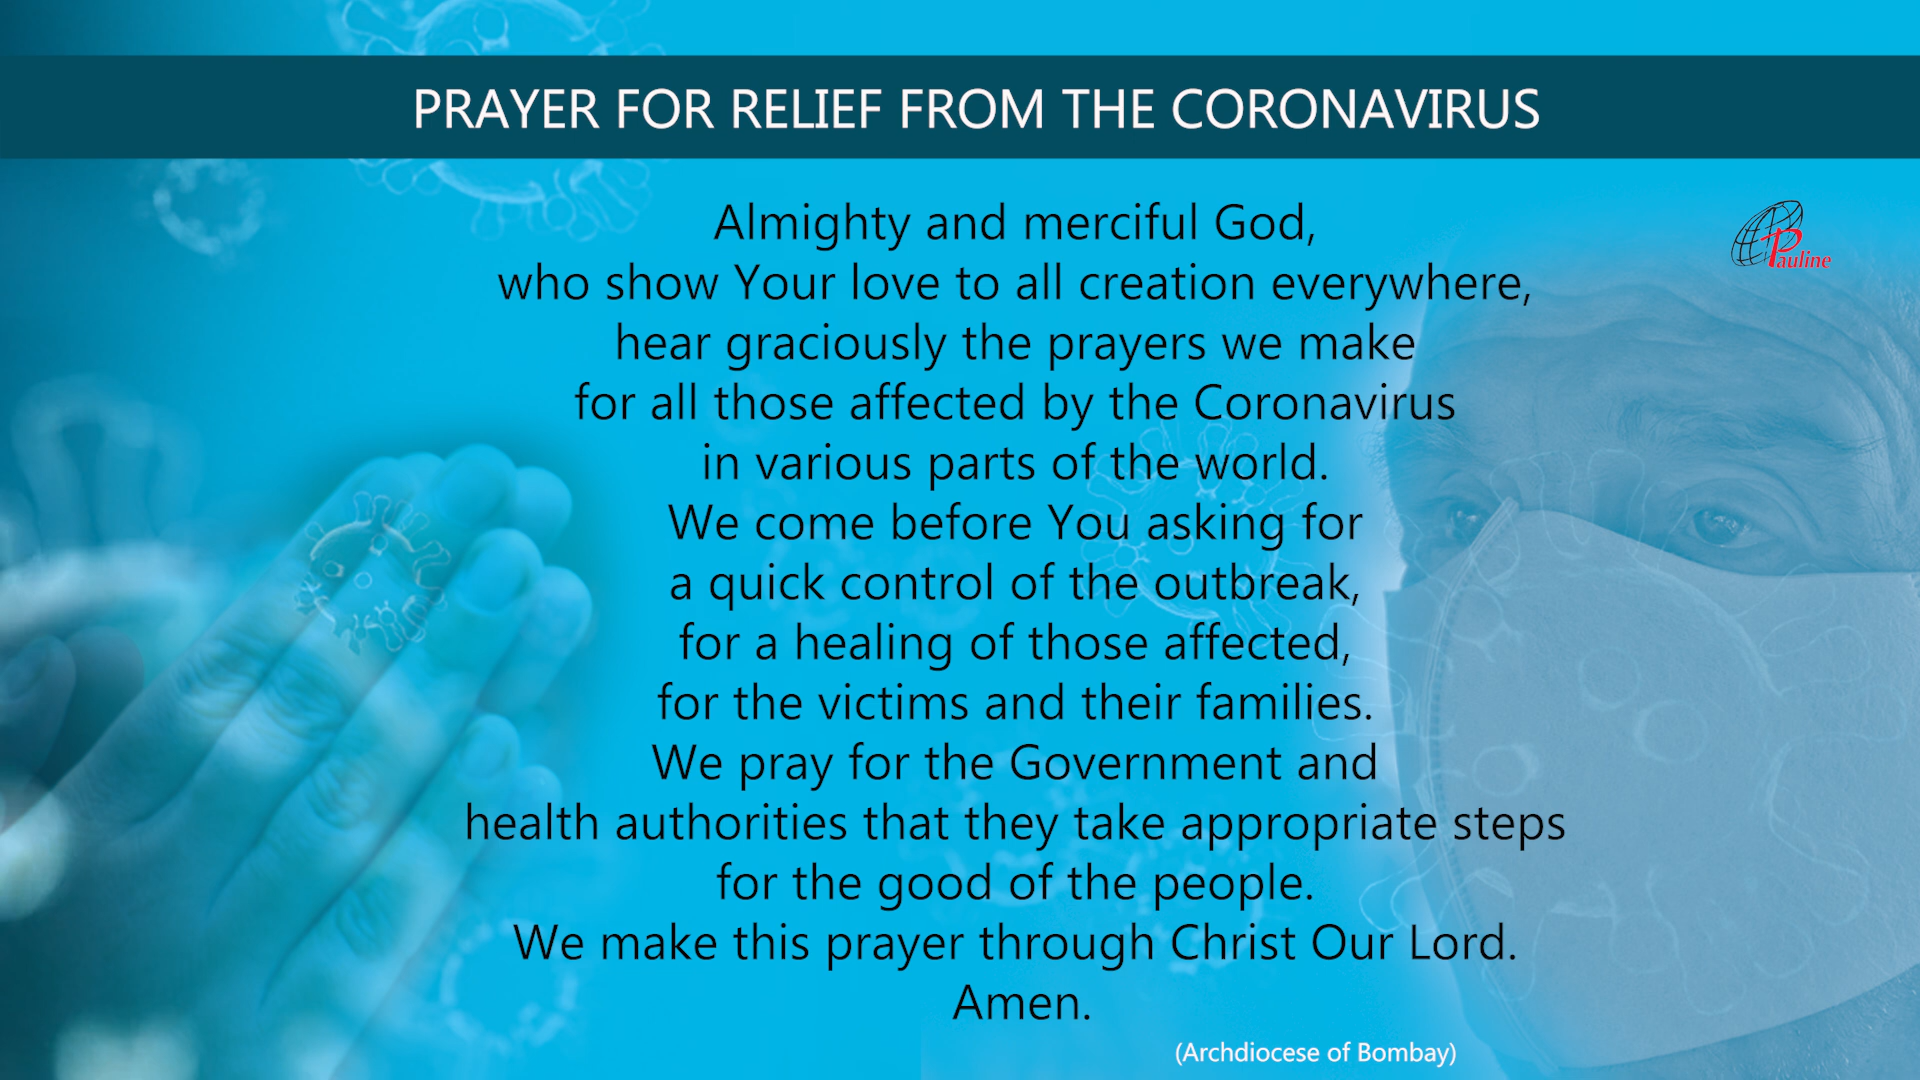 PRAYER FOR RELIEF FROM THE CORONAVIRUS
Pauline
Almighty and merciful God,
who show Your love to all creation everywhere,
hear graciously the prayers we make
for all those affected by the Coronavirus
in various parts of the world.
We come before You asking for
a quick control of the outbreak,
for a healing of those affected,
for the victims and their families.
We pray for the Government and
health authorities that they take appropriate steps
for the good of the people.
We make this prayer through Christ Our Lord.
Amen.
(Archdiocese of Bombay)